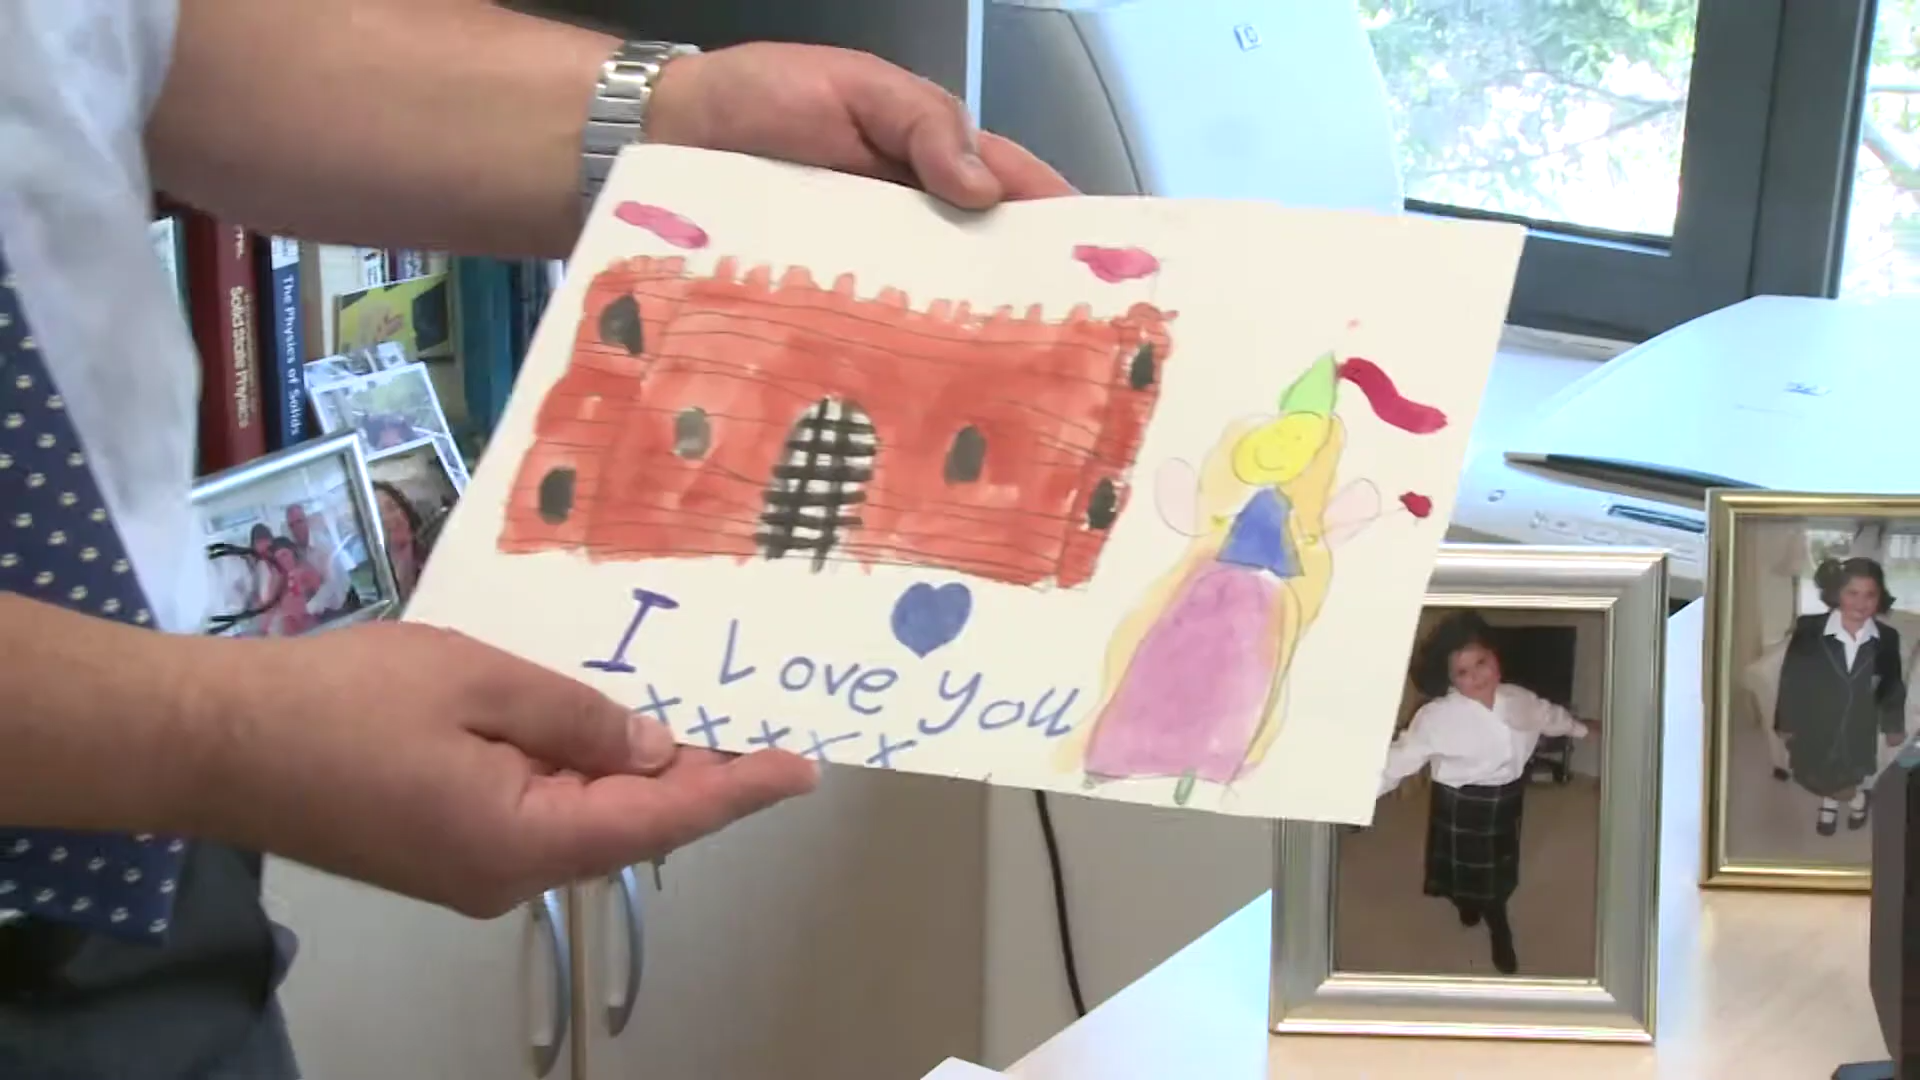 Solid State Physics
The Physics of Solids
I Love you
x x x x x